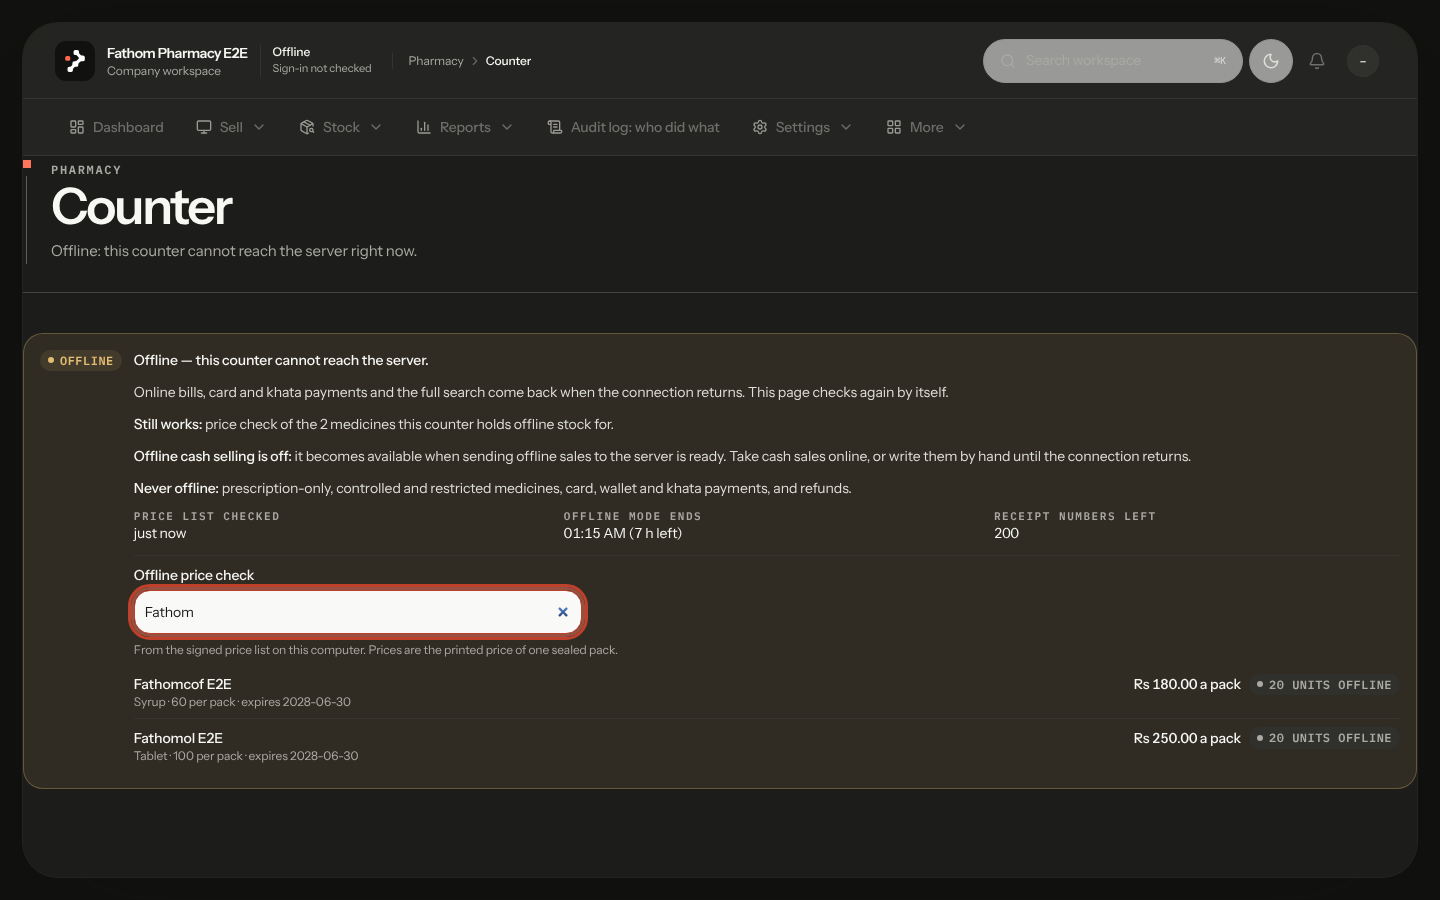 Fathom Pharmacy E2E
Company workspace
Offline
Sign-in not checked
Pharmacy
Counter
Search workspace
⌘K
-
Dashboard
Sell
Stock
Reports
Audit log: who did what
Settings
More
PHARMACY
Counter
Offline: this counter cannot reach the server right now.
OFFLINE
Offline — this counter cannot reach the server.
Online bills, card and khata payments and the full search come back when the connection returns. This page checks again by itself.
Still works: price check of the 2 medicines this counter holds offline stock for.
Offline cash selling is off: it becomes available when sending offline sales to the server is ready. Take cash sales online, or write them by hand until the connection returns.
Never offline: prescription-only, controlled and restricted medicines, card, wallet and khata payments, and refunds.
PRICE LIST CHECKED
just now
OFFLINE MODE ENDS
01:15 AM (7 h left)
RECEIPT NUMBERS LEFT
200
Offline price check
Fathom
From the signed price list on this computer. Prices are the printed price of one sealed pack.
Fathomcof E2E
Syrup · 60 per pack · expires 2028-06-30
Rs 180.00 a pack
20 UNITS OFFLINE
Fathomol E2E
Tablet · 100 per pack · expires 2028-06-30
Rs 250.00 a pack
20 UNITS OFFLINE